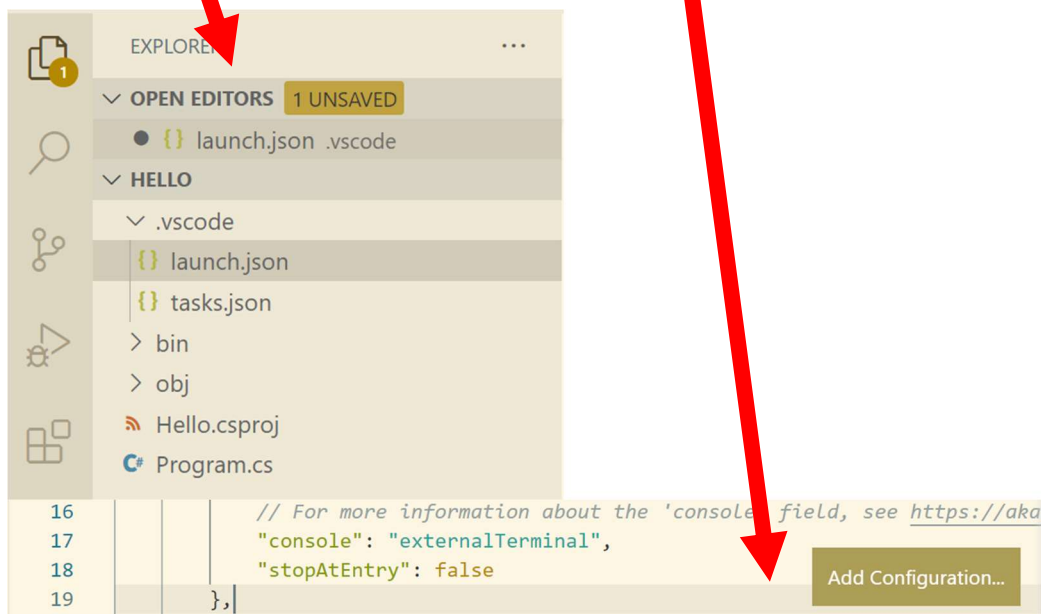 EXPLORER
...
1
OPEN EDITORS 1 UNSAVED
{} launch.json .vscode
HELLO
.vscode
{} launch.json
{} tasks.json
bin
obj
Hello.csproj
C# Program.cs
16 // For more information about the 'console' field, see https://aka
17 "console": "externalTerminal",
18 "stopAtEntry": false
Add Configuration...
19 },